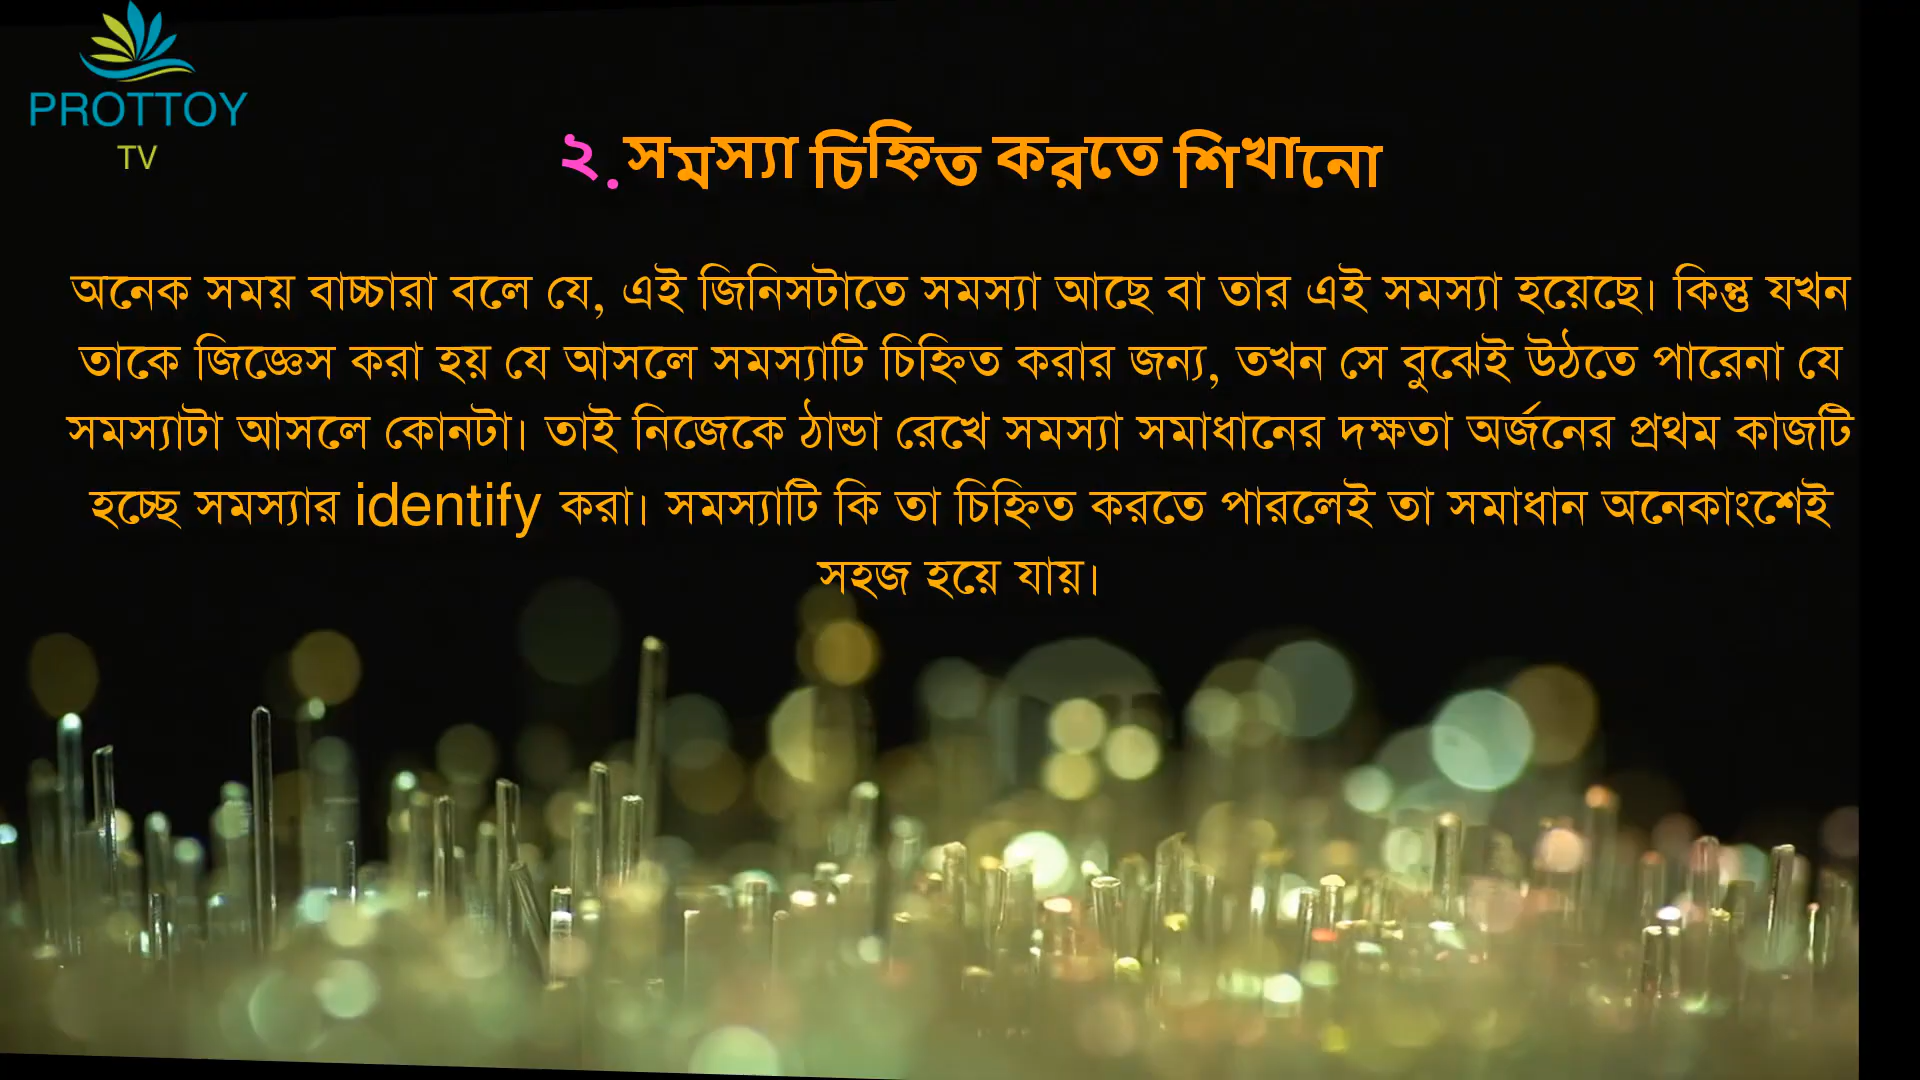 PROTTOY
TV
২.সমস্যা চিহ্নিত করতে শিখানো
অনেক সময় বাচ্চারা বলে যে, এই জিনিসটাতে সমস্যা আছে বা তার এই সমস্যা হয়েছে। কিন্তু যখন
তাকে জিজ্ঞেস করা হয় যে আসলে সমস্যাটি চিহ্নিত করার জন্য, তখন সে বুঝেই উঠতে পারেনা যে
সমস্যাটা আসলে কোনটা। তাই নিজেকে ঠান্ডা রেখে সমস্যা সমাধানের দক্ষতা অর্জনের প্রথম কাজটি
হচ্ছে সমস্যার identify করা। সমস্যাটি কি তা চিহ্নিত করতে পারলেই তা সমাধান অনেকাংশেই
সহজ হয়ে যায়।